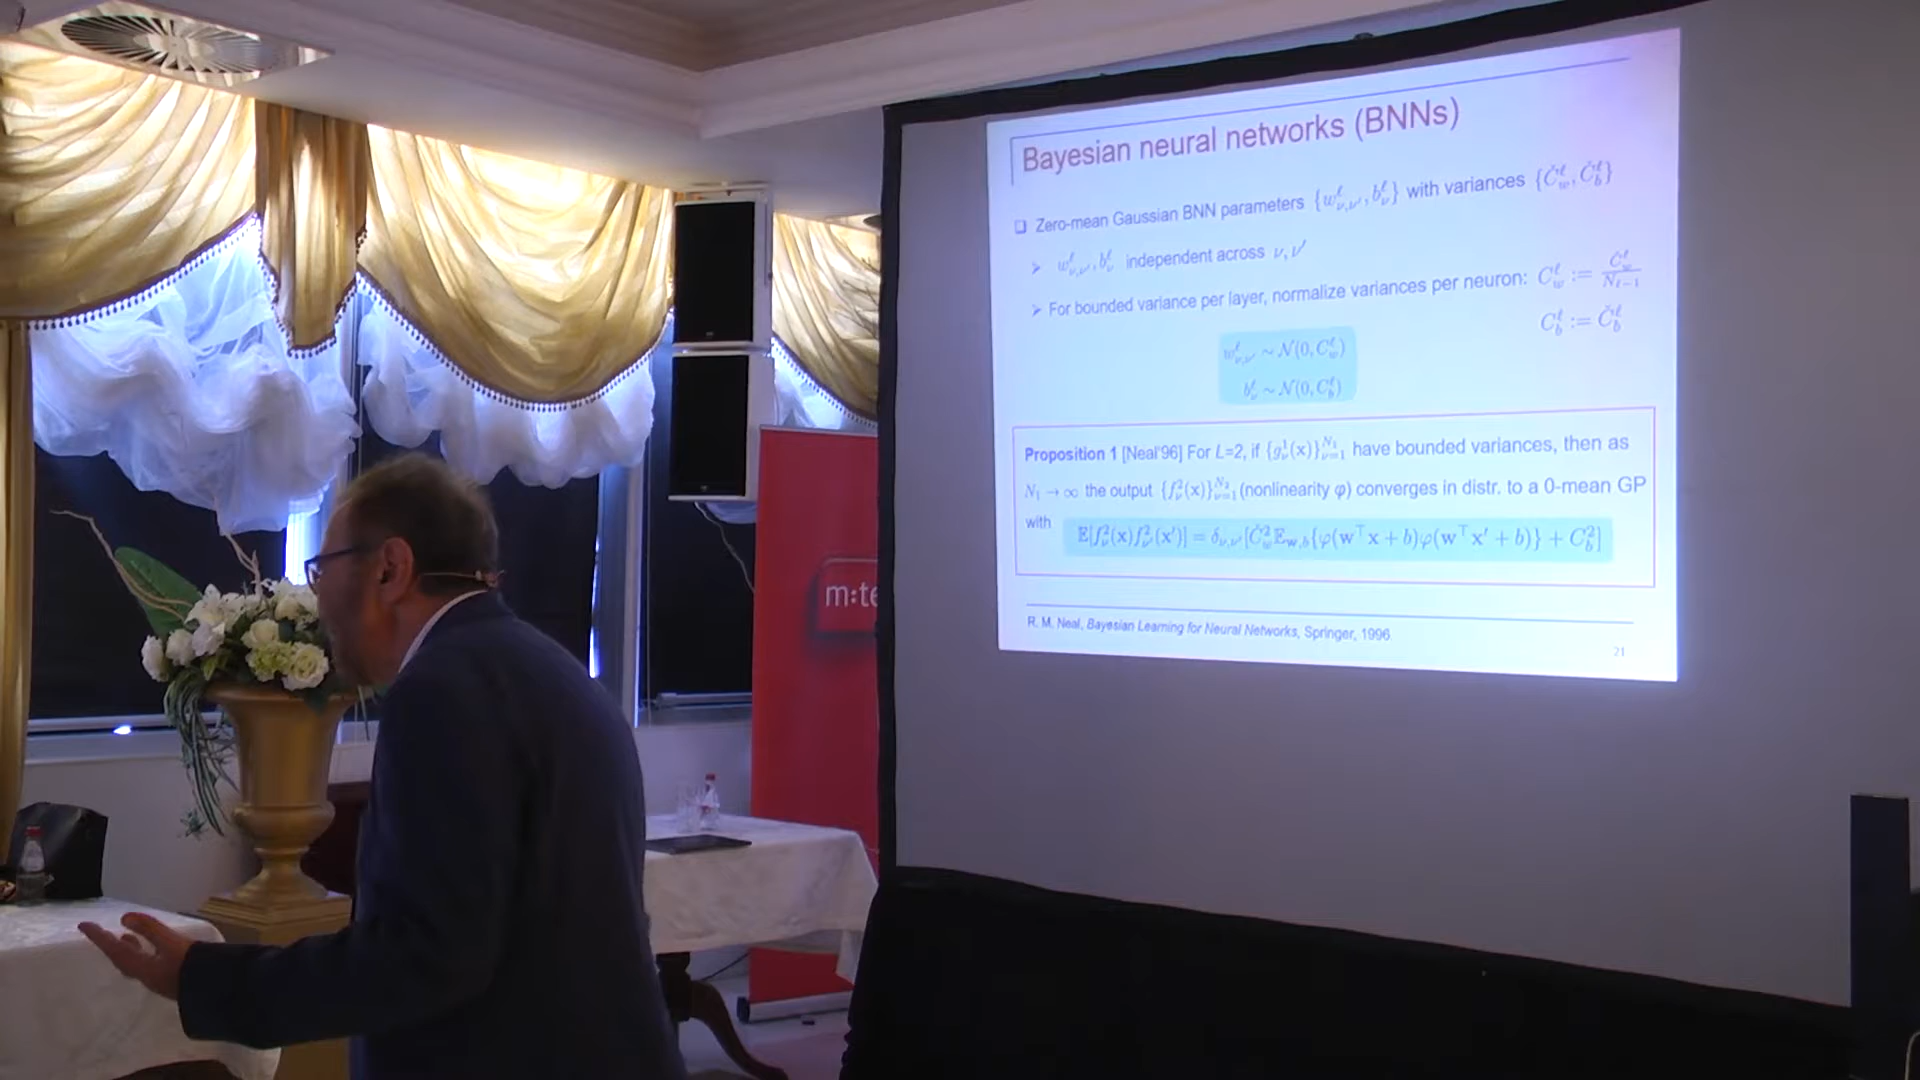 Bayesian neural networks (BNNs)
❑ Zero-mean Gaussian BNN parameters {w^ℓ_{ν,ν′}, b^ℓ_ν} with variances {Č^ℓ_w, Č^ℓ_b}
➢ w^ℓ_{ν,ν′}, b^ℓ_ν independent across ν, ν′
➢ For bounded variance per layer, normalize variances per neuron: C^ℓ_w := Č^ℓ_w / N_{ℓ−1}
C^ℓ_b := Č^ℓ_b
w^ℓ_{ν,ν′} ∼ N(0, C^ℓ_w)
b^ℓ_ν ∼ N(0, C^ℓ_b)
Proposition 1 [Neal'96] For L=2, if {g^1_ν(x)}^{N_1}_{ν=1} have bounded variances, then as
N_1 → ∞ the output {f^2_ν(x)}^{N_2}_{ν=1} (nonlinearity φ) converges in distr. to a 0-mean GP
with
E[f^2_ν(x)f^2_{ν′}(x′)] = δ_{ν,ν′}[Č^2_w E_{w,b}{φ(w^⊤x + b)φ(w^⊤x′ + b)} + C^2_b]
R. M. Neal, Bayesian Learning for Neural Networks, Springer, 1996.
21
m:te